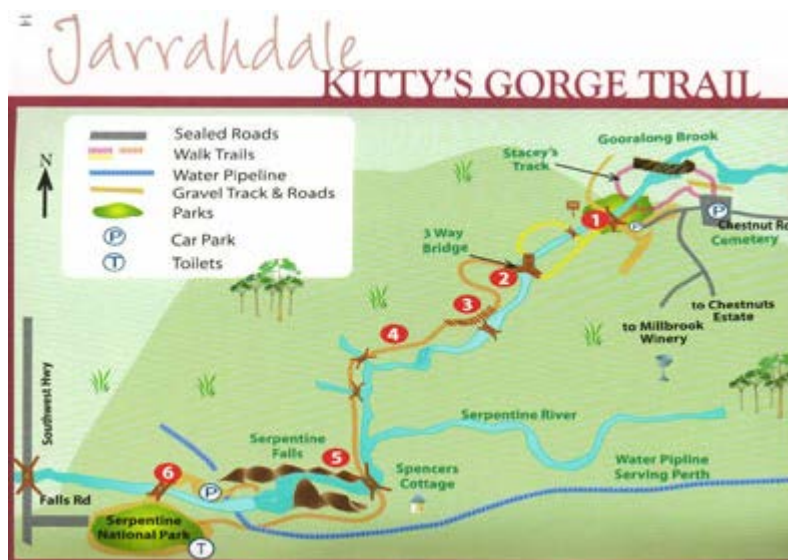 Jarrahdale
KITTY'S GORGE TRAIL
Sealed Roads
Walk Trails
Water Pipeline
Gravel Track & Roads
Parks
P
Car Park
T
Toilets
N
Gooralong Brook
Stacey's
Track
1
P
P
Chestnut Rd
Cemetery
3 Way
Bridge
2
to Chestnuts
Estate
3
to Millbrook
Winery
4
Southwest Hwy
Serpentine River
Serpentine
Falls
5
Spencers
Cottage
Water Pipline
Serving Perth
6
P
Falls Rd
Serpentine
National Park
T